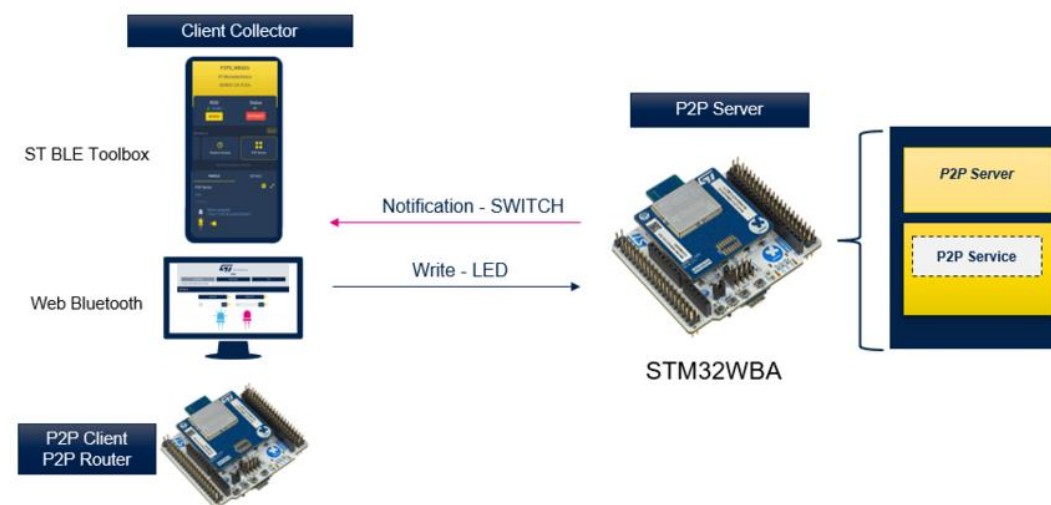 Client Collector
ST BLE Toolbox
Web Bluetooth
P2P Client
P2P Router
Notification - SWITCH
Write - LED
P2P Server
STM32WBA
P2P Server
P2P Service